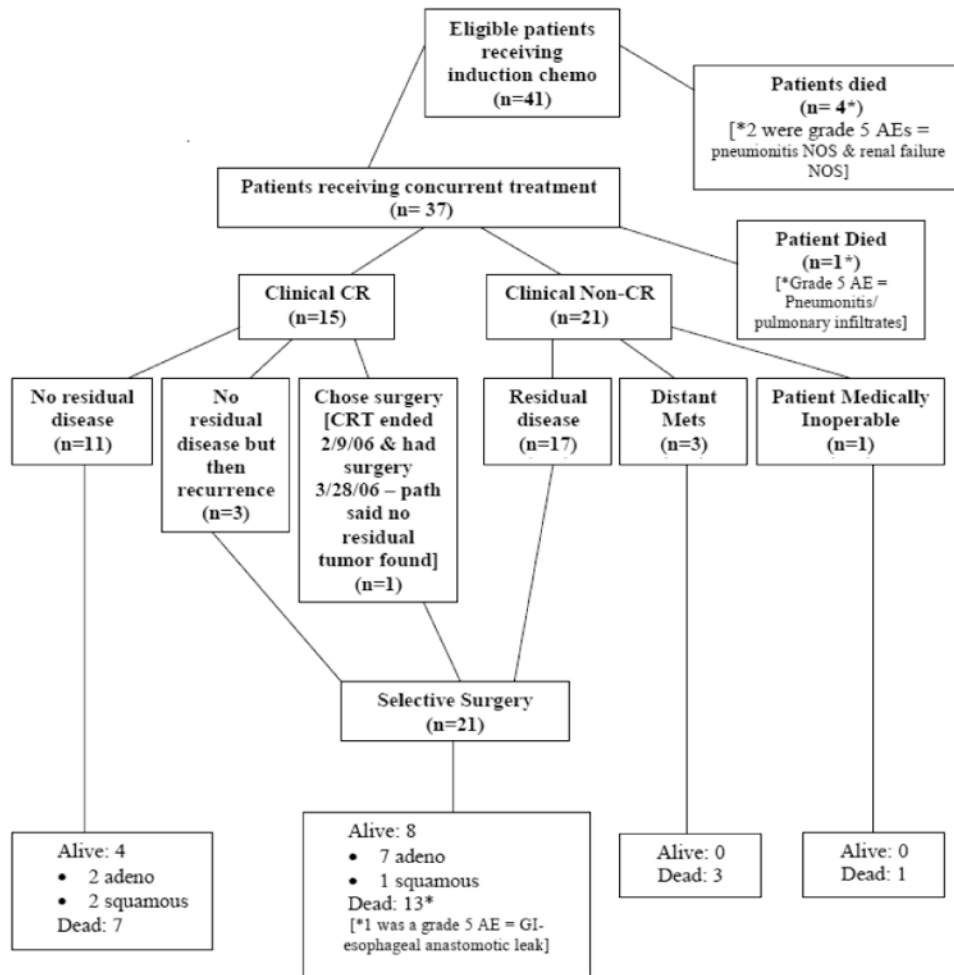 Eligible patients
receiving
induction chemo
(n=41)
Patients died
(n= 4*)
[*2 were grade 5 AEs =
pneumonitis NOS & renal failure
NOS]
Patients receiving concurrent treatment
(n= 37)
Patient Died
(n=1*)
[*Grade 5 AE =
Pneumonitis/
pulmonary infiltrates]
Clinical CR
(n=15)
Clinical Non-CR
(n=21)
No residual
disease
(n=11)
No
residual
disease but
then
recurrence
(n=3)
Chose surgery
[CRT ended
2/9/06 & had
surgery
3/28/06 – path
said no
residual
tumor found]
(n=1)
Residual
disease
(n=17)
Distant
Mets
(n=3)
Patient Medically
Inoperable
(n=1)
Selective Surgery
(n=21)
Alive: 4
• 2 adeno
• 2 squamous
Dead: 7
Alive: 8
• 7 adeno
• 1 squamous
Dead: 13*
[*1 was a grade 5 AE = GI-
esophageal anastomotic leak]
Alive: 0
Dead: 3
Alive: 0
Dead: 1